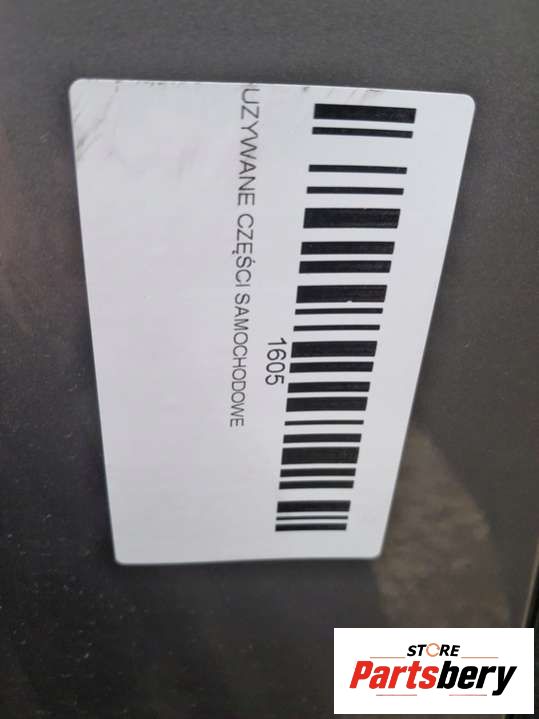 1605
UZYWANE CZĘŚCI SAMOCHODOWE
STORE
Partsbery